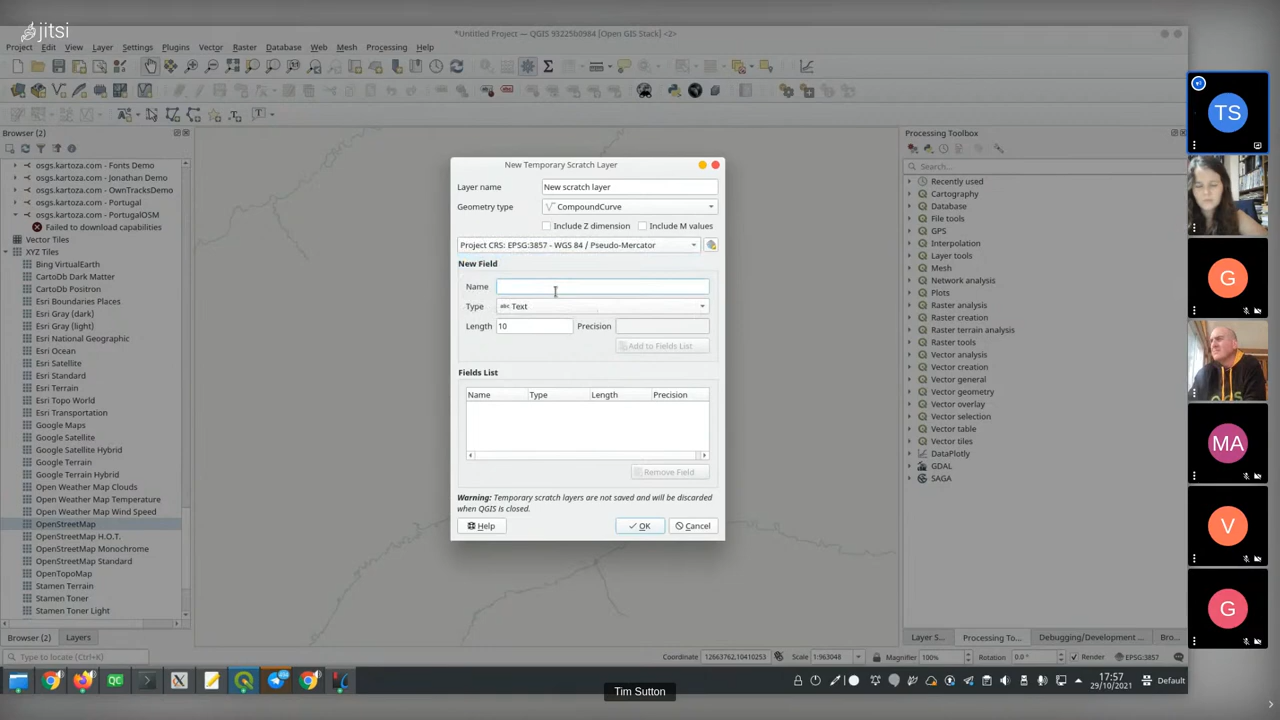 jitsi
*Untitled Project — QGIS 93225b0984 [Open GIS Stack] <2>
Project Edit View Layer Settings Plugins Vector Raster Database Web Mesh Processing Help
Browser (2)
osgs.kartoza.com - Fonts Demo
osgs.kartoza.com - Jonathan Demo
osgs.kartoza.com - OwnTracksDemo
osgs.kartoza.com - Portugal
osgs.kartoza.com - PortugalOSM
Failed to download capabilities
Vector Tiles
XYZ Tiles
Bing VirtualEarth
CartoDb Dark Matter
CartoDb Positron
Esri Boundaries Places
Esri Gray (dark)
Esri Gray (light)
Esri National Geographic
Esri Ocean
Esri Satellite
Esri Standard
Esri Terrain
Esri Topo World
Esri Transportation
Google Maps
Google Satellite
Google Satellite Hybrid
Google Terrain
Google Terrain Hybrid
Open Weather Map Clouds
Open Weather Map Temperature
Open Weather Map Wind Speed
OpenStreetMap
OpenStreetMap H.O.T.
OpenStreetMap Monochrome
OpenStreetMap Standard
OpenTopoMap
Stamen Terrain
Stamen Toner
Stamen Toner Light
Browser (2) Layers
Type to locate (Ctrl+K)
New Temporary Scratch Layer
Layer name New scratch layer
Geometry type CompoundCurve
Include Z dimension Include M values
Project CRS: EPSG:3857 - WGS 84 / Pseudo-Mercator
New Field
Name
Type abc Text
Length 10 Precision
Add to Fields List
Fields List
Name Type Length Precision
Remove Field
Warning: Temporary scratch layers are not saved and will be discarded
when QGIS is closed.
Help OK Cancel
Processing Toolbox
Search...
Recently used
Cartography
Database
File tools
GPS
Interpolation
Layer tools
Mesh
Network analysis
Plots
Raster analysis
Raster creation
Raster terrain analysis
Raster tools
Vector analysis
Vector creation
Vector general
Vector geometry
Vector overlay
Vector selection
Vector table
Vector tiles
DataPlotly
GDAL
SAGA
Layer S... Processing To... Debugging/Development ... Bro...
Coordinate 12663762,10410253 Scale 1:963048 Magnifier 100% Rotation 0.0 ° Render EPSG:3857
17:57
29/10/2021
Default
Tim Sutton
TS
G
MA
V
G